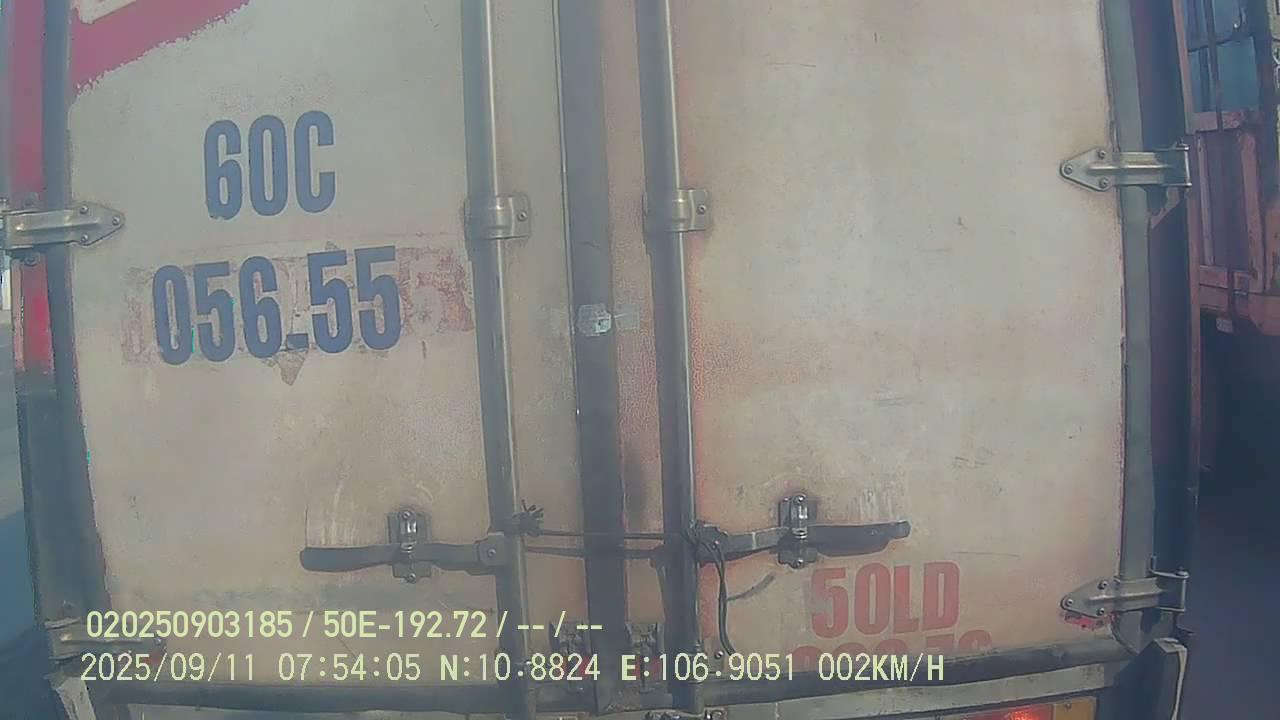 60C
056.55
50LD
020250903185 / 50E-192.72 / -- / --
2025/09/11 07:54:05 N:10.8824 E:106.9051 002KM/H